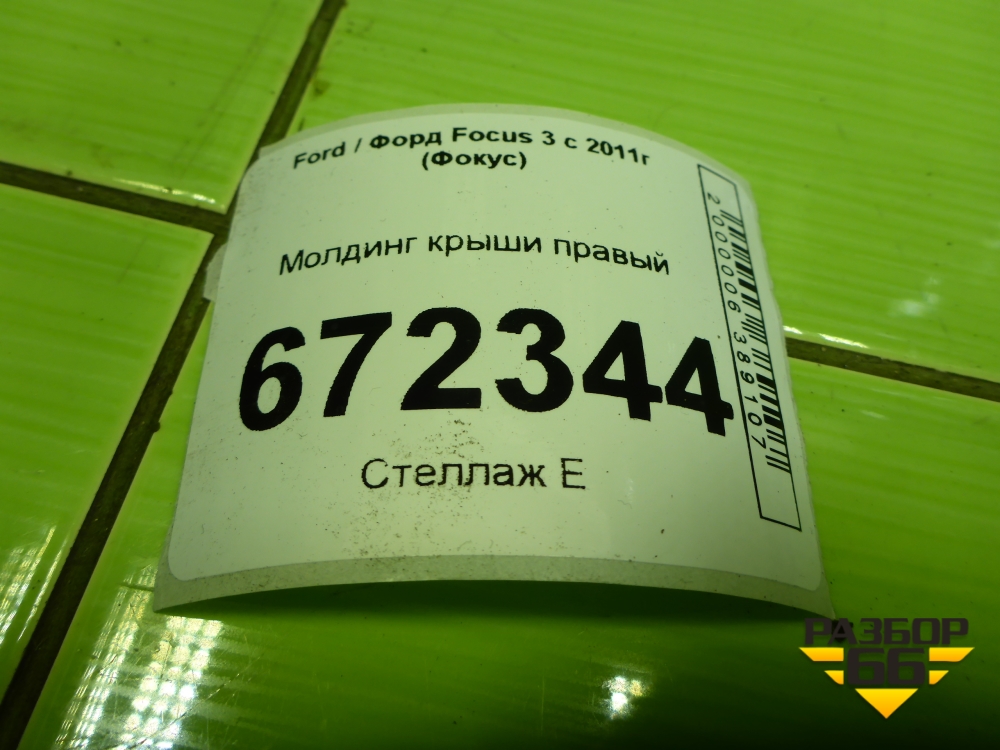 Ford / Форд Focus 3 с 2011г
(Фокус)
Молдинг крыши правый
672344
Стеллаж Е
2000006389107
РАЗБОР
66